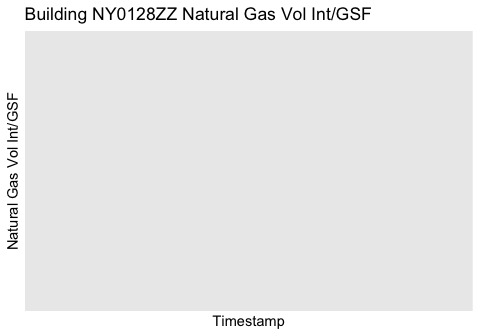 Building NY0128ZZ Natural Gas Vol Int/GSF
Natural Gas Vol Int/GSF
Timestamp